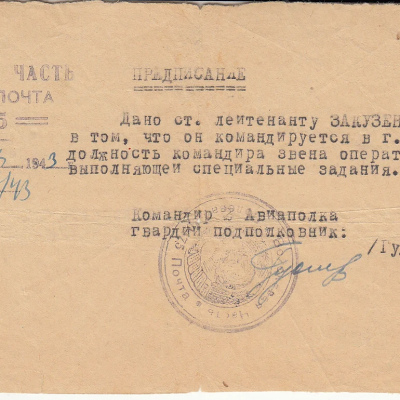 ЧАСТЬ
ПОЧТА
5
ПРЕДПИСАНИЕ
Дано ст. лейтенанту ЗАКУЗЕН
в том, что он командируется в г.
должность командира звена операт
выполняющей специальные задания.
1943
/43
Командир 2 Авиаполка
гвардии подполковник:
/Гу